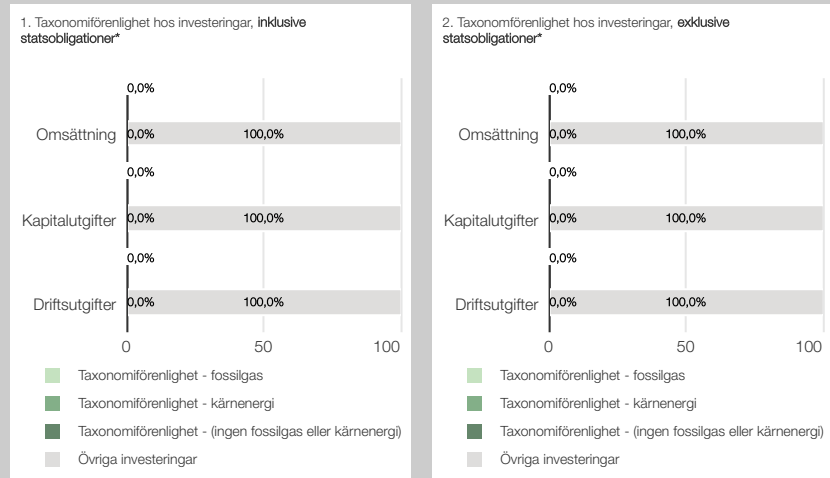 1. Taxonomiförenlighet hos investeringar, inklusive
statsobligationer*
0,0%
Omsättning 0,0% 100,0%
0,0%
Kapitalutgifter 0,0% 100,0%
0,0%
Driftsutgifter 0,0% 100,0%
0 50 100
Taxonomiförenlighet - fossilgas
Taxonomiförenlighet - kärnenergi
Taxonomiförenlighet - (ingen fossilgas eller kärnenergi)
Övriga investeringar
2. Taxonomförenlighet hos investeringar, exklusive
statsobligationer*
0,0%
Omsättning 0,0% 100,0%
0,0%
Kapitalutgifter 0,0% 100,0%
0,0%
Driftsutgifter 0,0% 100,0%
0 50 100
Taxonomiförenlighet - fossilgas
Taxonomiförenlighet - kärnenergi
Taxonomiförenlighet - (ingen fossilgas eller kärnenergi)
Övriga investeringar